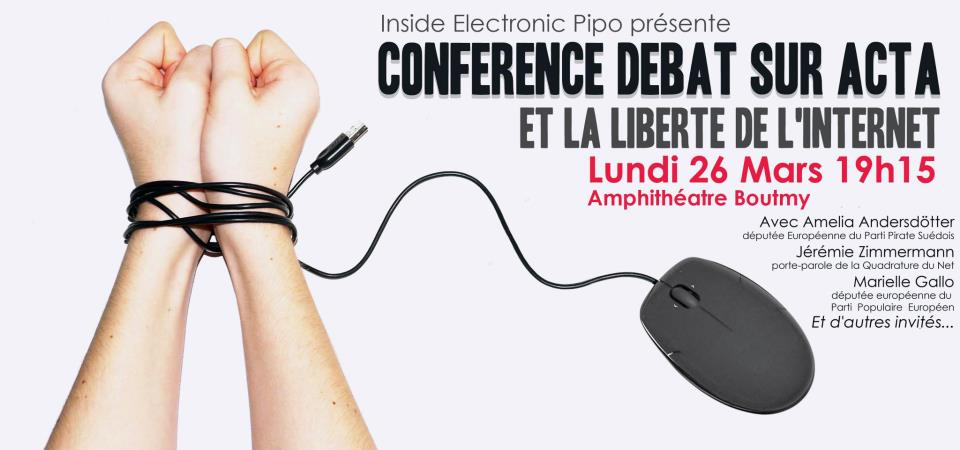 Inside Electronic Pipo présente
CONFERENCE DEBAT SUR ACTA
ET LA LIBERTE DE L'INTERNET
Lundi 26 Mars 19h15
Amphithéatre Boutmy
Avec Amelia Andersdötter
députée Européenne du Parti Pirate Suédois
Jérémie Zimmermann
porte-parole de la Quadrature du Net
Marielle Gallo
députée européenne du
Parti Populaire Européen
Et d'autres invités...